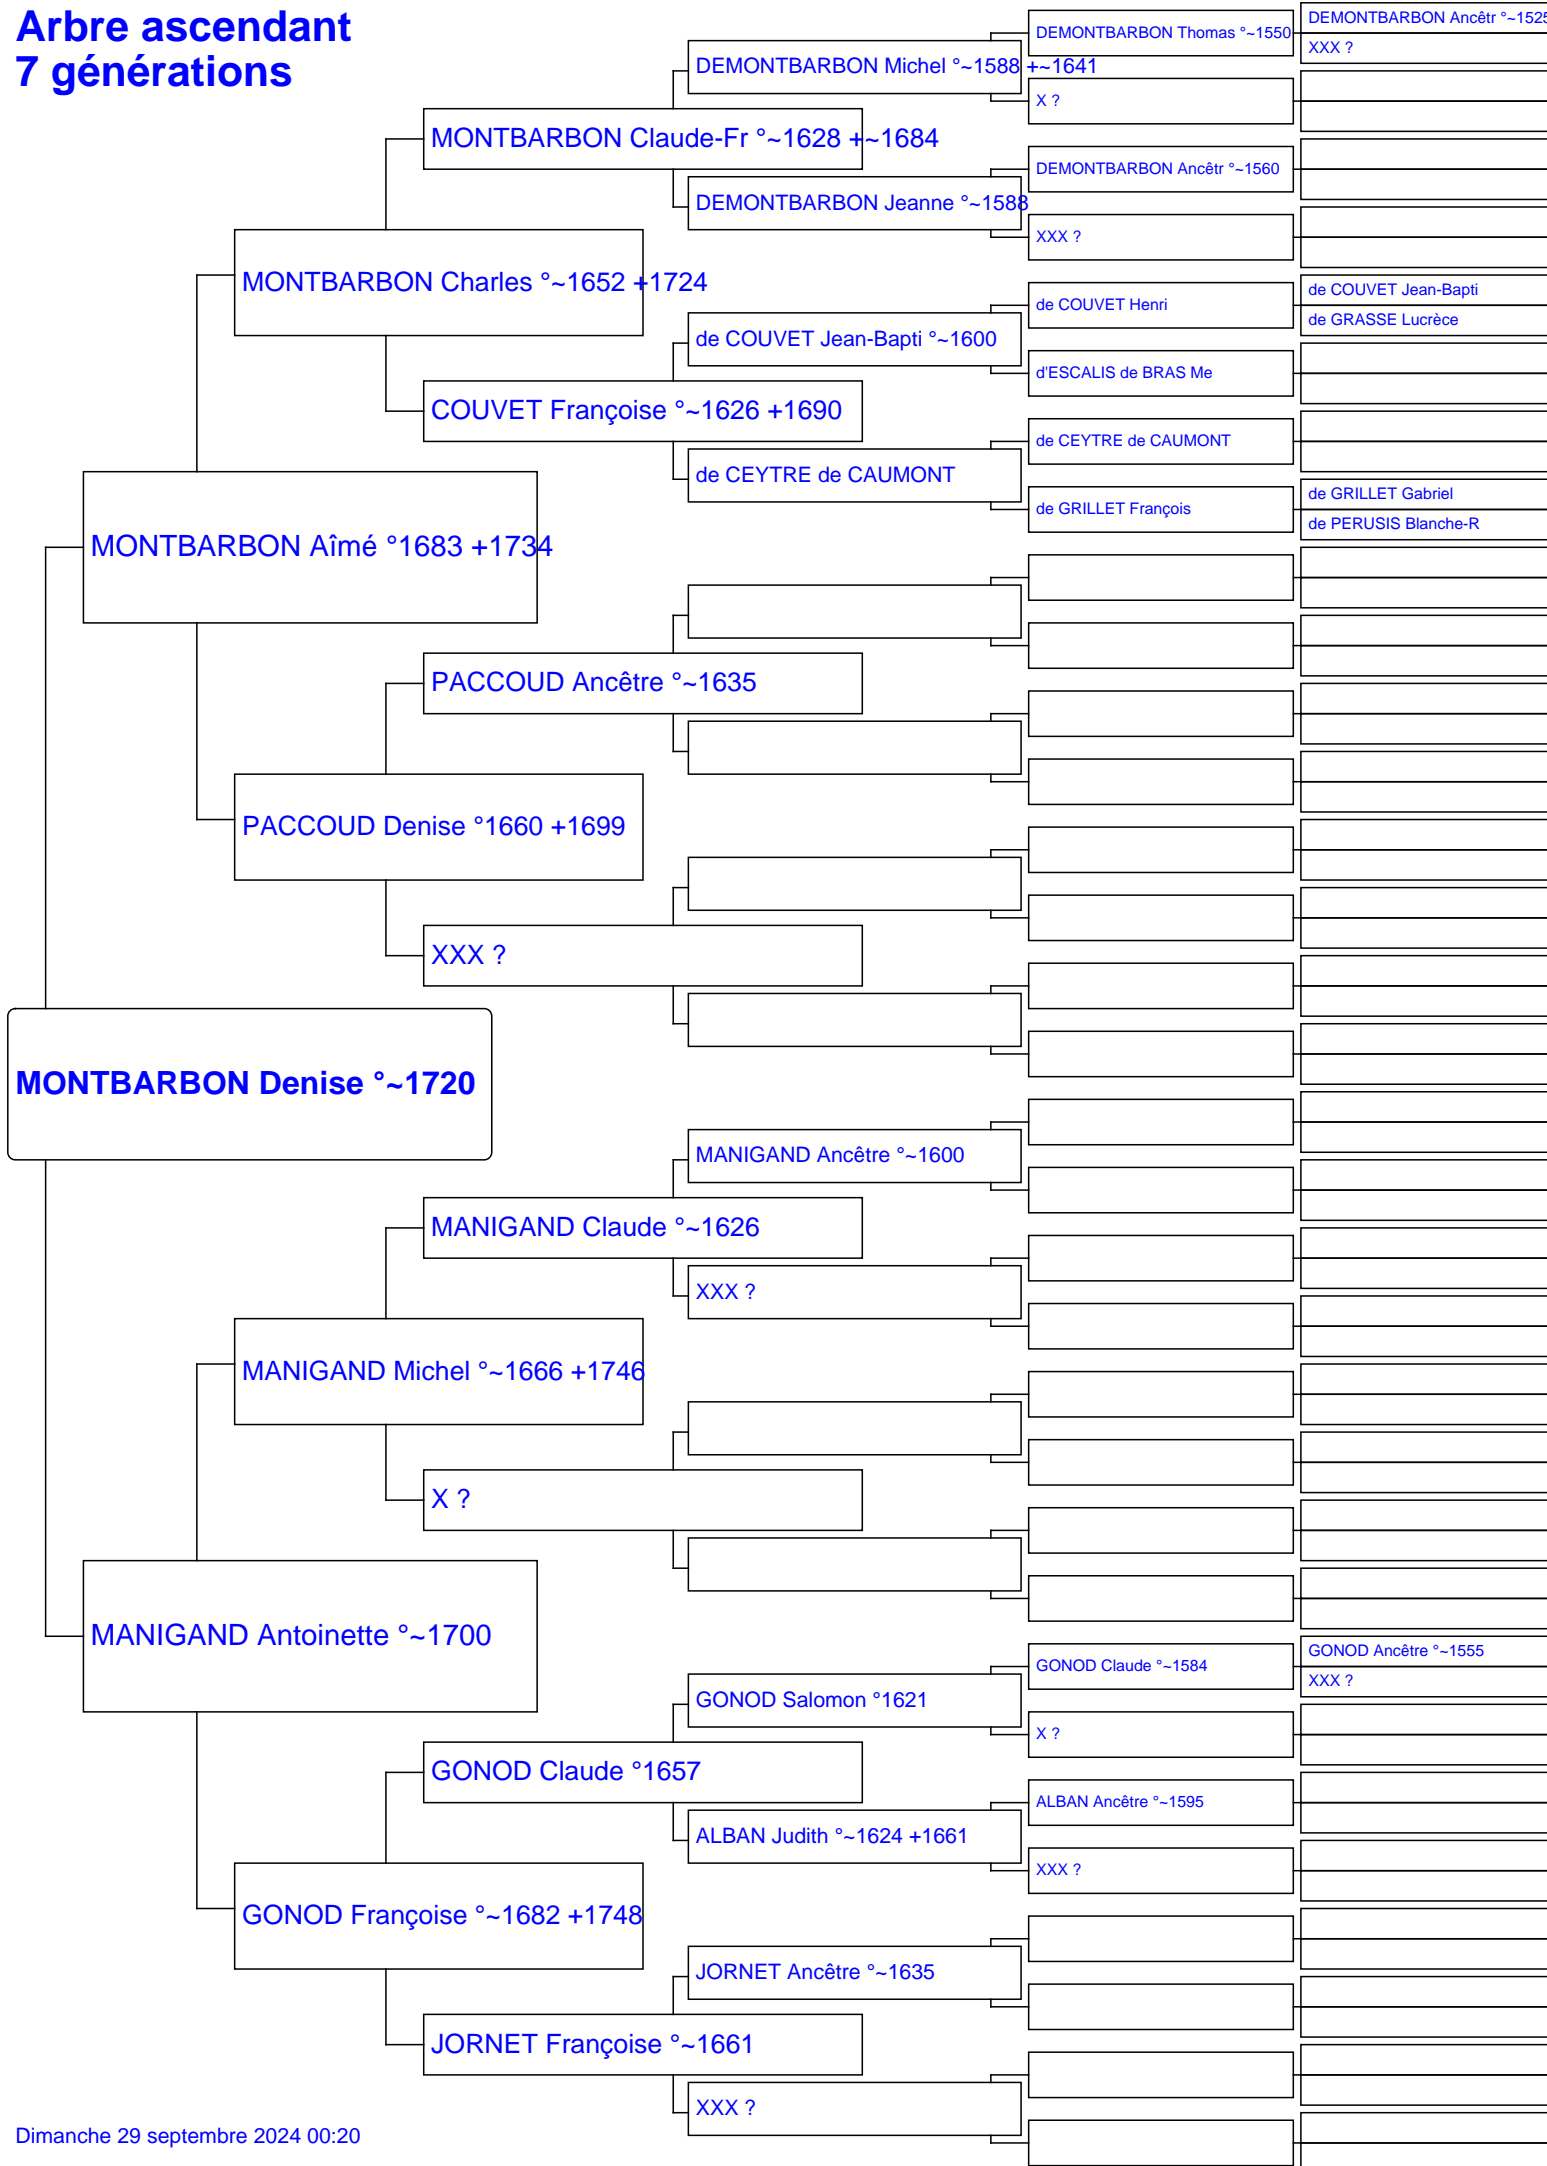 Arbre ascendant
7 générations
DEMONTBARBON Thomas °~1550
DEMONTBARBON Ancêtr °~1525
XXX ?
DEMONTBARBON Michel °~1588 +~1641
X ?
MONTBARBON Claude-Fr °~1628 +~1684
DEMONTBARBON Ancêtr °~1560
DEMONTBARBON Jeanne °~1588
XXX ?
MONTBARBON Charles °~1652 +1724
de COUVET Henri
de COUVET Jean-Bapti
de GRASSE Lucrèce
de COUVET Jean-Bapti °~1600
d'ESCALIS de BRAS Me
COUVET Françoise °~1626 +1690
de CEYTRE de CAUMONT
de CEYTRE de CAUMONT
de GRILLET François
de GRILLET Gabriel
de PERUSIS Blanche-R
MONTBARBON Aîmé °1683 +1734
PACCOUD Ancêtre °~1635
PACCOUD Denise °1660 +1699
XXX ?
MONTBARBON Denise °~1720
MANIGAND Ancêtre °~1600
MANIGAND Claude °~1626
XXX ?
MANIGAND Michel °~1666 +1746
X ?
MANIGAND Antoinette °~1700
GONOD Claude °~1584
GONOD Ancêtre °~1555
XXX ?
GONOD Salomon °1621
X ?
GONOD Claude °1657
ALBAN Ancêtre °~1595
ALBAN Judith °~1624 +1661
XXX ?
GONOD Françoise °~1682 +1748
JORNET Ancêtre °~1635
JORNET Françoise °~1661
XXX ?
Dimanche 29 septembre 2024 00:20